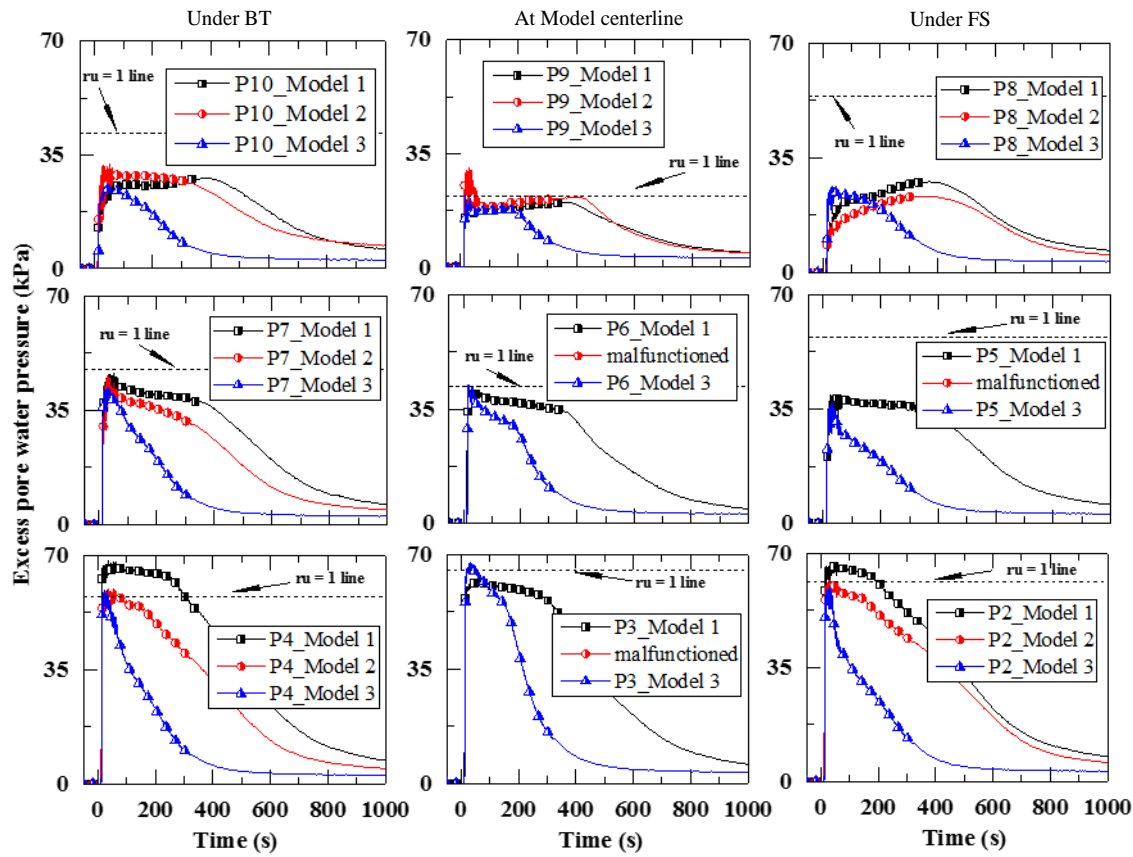 Under BT
At Model centerline
Under FS
Excess pore water pressure (kPa)
70
35
0
ru = 1 line
P10_Model 1
P10_Model 2
P10_Model 3
70
35
0
P9_Model 1
P9_Model 2
P9_Model 3
ru = 1 line
70
35
0
P8_Model 1
P8_Model 2
P8_Model 3
ru = 1 line
70
35
0
P7_Model 1
P7_Model 2
P7_Model 3
ru = 1 line
70
35
0
P6_Model 1
malfunctioned
P6_Model 3
ru = 1 line
70
35
0
ru = 1 line
P5_Model 1
malfunctioned
P5_Model 3
70
35
0
ru = 1 line
P4_Model 1
P4_Model 2
P4_Model 3
0 200 400 600 800 1000
Time (s)
70
35
0
ru = 1 line
P3_Model 1
malfunctioned
P3_Model 3
0 200 400 600 800 1000
Time (s)
70
35
0
ru = 1 line
P2_Model 1
P2_Model 2
P2_Model 3
0 200 400 600 800 1000
Time (s)